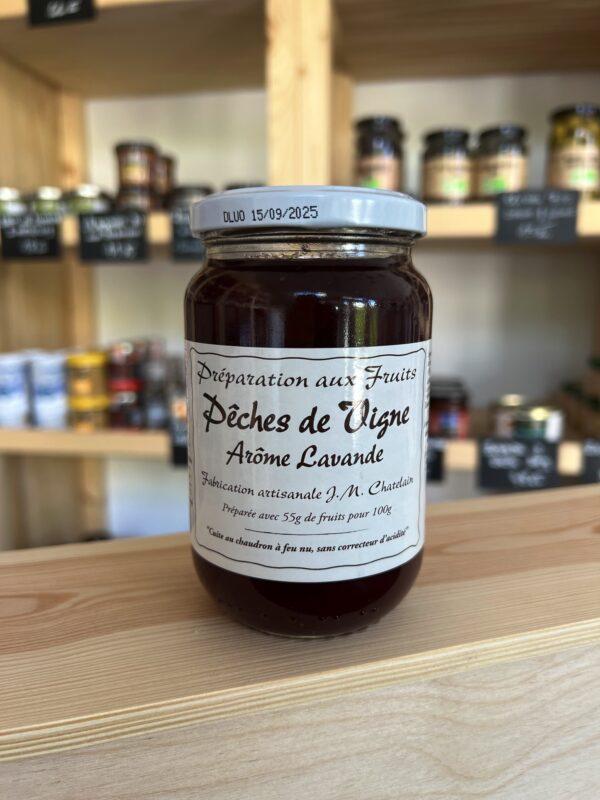 DLUO 15/09/2025
Préparation aux Fruits
Pêches de Vigne
Arôme Lavande
Fabrication artisanale J.M. Chatelain
Préparée avec 55g de fruits pour 100g
"Cuite au chaudron à feu nu, sans correcteur d'acidité"